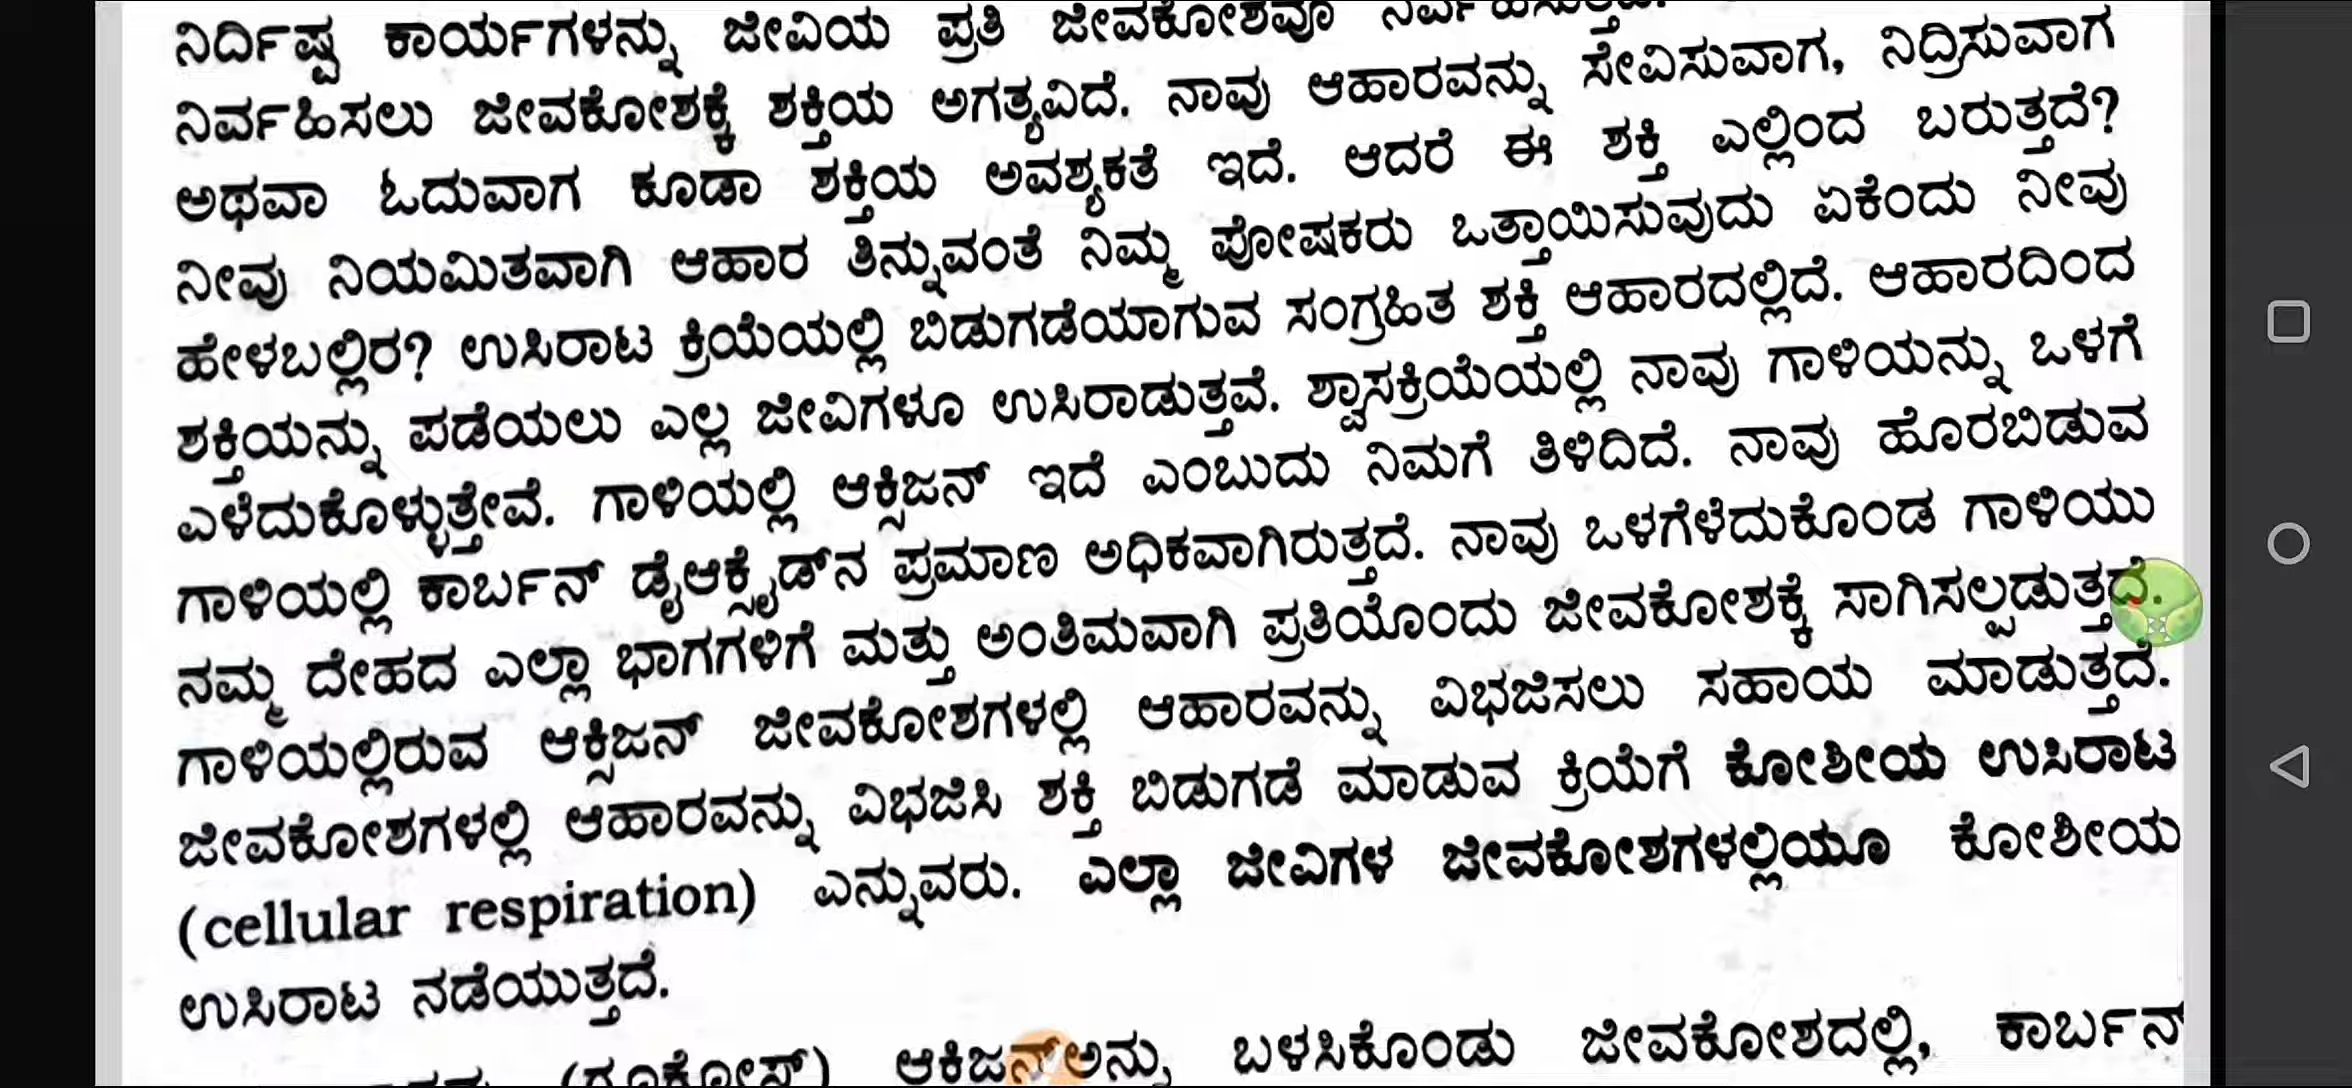 ನಿರ್ದಿಷ್ಟ ಕಾರ್ಯಗಳನ್ನು ಜೀವಿಯ ಪ್ರತಿ ಜೀವಕೋಶವೂ ನಿರ್ವಹಿಸುತ್ತದೆ.
ನಿರ್ವಹಿಸಲು ಜೀವಕೋಶಕ್ಕೆ ಶಕ್ತಿಯ ಅಗತ್ಯವಿದೆ. ನಾವು ಆಹಾರವನ್ನು ಸೇವಿಸುವಾಗ, ನಿದ್ರಿಸುವಾಗ
ಅಥವಾ ಓದುವಾಗ ಕೂಡಾ ಶಕ್ತಿಯ ಅವಶ್ಯಕತೆ ಇದೆ. ಆದರೆ ಈ ಶಕ್ತಿ ಎಲ್ಲಿಂದ ಬರುತ್ತದೆ?
ನೀವು ನಿಯಮಿತವಾಗಿ ಆಹಾರ ತಿನ್ನುವಂತೆ ನಿಮ್ಮ ಪೋಷಕರು ಒತ್ತಾಯಿಸುವುದು ಏಕೆಂದು ನೀವು
ಹೇಳಬಲ್ಲಿರ? ಉಸಿರಾಟ ಕ್ರಿಯೆಯಲ್ಲಿ ಬಿಡುಗಡೆಯಾಗುವ ಸಂಗ್ರಹಿತ ಶಕ್ತಿ ಆಹಾರದಲ್ಲಿದೆ. ಆಹಾರದಿಂದ
ಶಕ್ತಿಯನ್ನು ಪಡೆಯಲು ಎಲ್ಲ ಜೀವಿಗಳೂ ಉಸಿರಾಡುತ್ತವೆ. ಶ್ವಾಸಕ್ರಿಯೆಯಲ್ಲಿ ನಾವು ಗಾಳಿಯನ್ನು ಒಳಗೆ
ಎಳೆದುಕೊಳ್ಳುತ್ತೇವೆ. ಗಾಳಿಯಲ್ಲಿ ಆಕ್ಸಿಜನ್ ಇದೆ ಎಂಬುದು ನಿಮಗೆ ತಿಳಿದಿದೆ. ನಾವು ಹೊರಬಿಡುವ
ಗಾಳಿಯಲ್ಲಿ ಕಾರ್ಬನ್ ಡೈಆಕ್ಸೈಡ್‌ನ ಪ್ರಮಾಣ ಅಧಿಕವಾಗಿರುತ್ತದೆ. ನಾವು ಒಳಗೆಳೆದುಕೊಂಡ ಗಾಳಿಯು
ನಮ್ಮ ದೇಹದ ಎಲ್ಲಾ ಭಾಗಗಳಿಗೆ ಮತ್ತು ಅಂತಿಮವಾಗಿ ಪ್ರತಿಯೊಂದು ಜೀವಕೋಶಕ್ಕೆ ಸಾಗಿಸಲ್ಪಡುತ್ತದೆ.
ಗಾಳಿಯಲ್ಲಿರುವ ಆಕ್ಸಿಜನ್ ಜೀವಕೋಶಗಳಲ್ಲಿ ಆಹಾರವನ್ನು ವಿಭಜಿಸಲು ಸಹಾಯ ಮಾಡುತ್ತದೆ.
ಜೀವಕೋಶಗಳಲ್ಲಿ ಆಹಾರವನ್ನು ವಿಭಜಿಸಿ ಶಕ್ತಿ ಬಿಡುಗಡೆ ಮಾಡುವ ಕ್ರಿಯೆಗೆ ಕೋಶೀಯ ಉಸಿರಾಟ
(cellular respiration) ಎನ್ನುವರು. ಎಲ್ಲಾ ಜೀವಿಗಳ ಜೀವಕೋಶಗಳಲ್ಲಿಯೂ ಕೋಶೀಯ
ಉಸಿರಾಟ ನಡೆಯುತ್ತದೆ.
(ಗ್ಲೂಕೋಸ್) ಆಕ್ಸಿಜನ್‌ಅನ್ನು ಬಳಸಿಕೊಂಡು ಜೀವಕೋಶದಲ್ಲಿ, ಕಾರ್ಬನ್